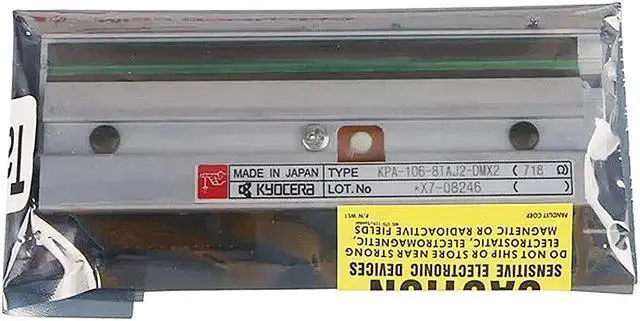 MADE IN JAPAN TYPE KPA-106-8TAJ2-DMX2 ( 718 Ω)
KYOCERA LOT.No *X7-08246 ( )
CAUTION
SENSITIVE ELECTRONIC DEVICES
DO NOT SHIP OR STORE NEAR STRONG
ELECTROSTATIC, ELECTROMAGNETIC,
MAGNETIC OR RADIOACTIVE FIELDS
PANDUIT CORP.